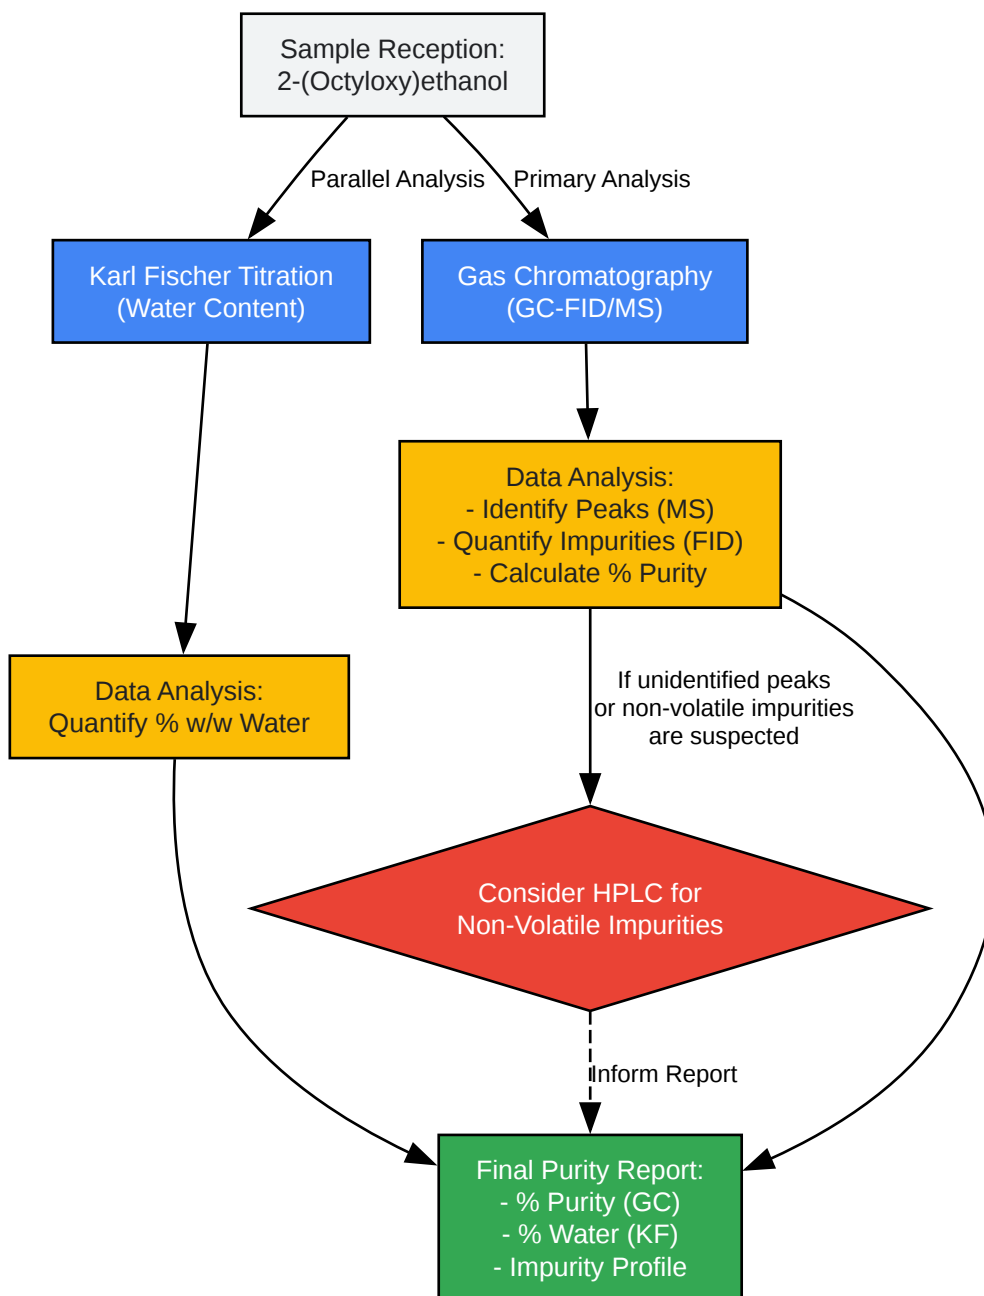 Sample Reception:
2-(Octyloxy)ethanol
Parallel Analysis
Primary Analysis
Karl Fischer Titration
(Water Content)
Gas Chromatography
(GC-FID/MS)
Data Analysis:
- Identify Peaks (MS)
- Quantify Impurities (FID)
- Calculate % Purity
Data Analysis:
Quantify % w/w Water
If unidentified peaks
or non-volatile impurities
are suspected
Consider HPLC for
Non-Volatile Impurities
Inform Report
Final Purity Report:
- % Purity (GC)
- % Water (KF)
- Impurity Profile